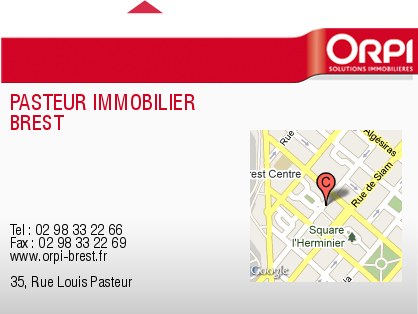 ORPI
SOLUTIONS IMMOBILIÈRES
PASTEUR IMMOBILIER
BREST
Algésiras
Rue
rest Centre
C
Rue de Siam
Square
l'Herminier
Google
Tel : 02 98 33 22 66
Fax : 02 98 33 22 69
www.orpi-brest.fr
35, Rue Louis Pasteur